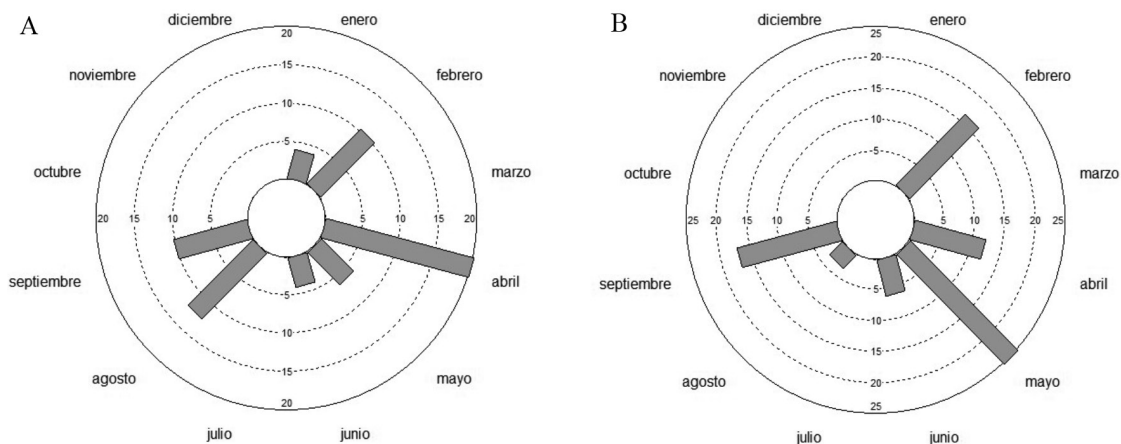 A
diciembre
enero
noviembre
febrero
octubre
marzo
septiembre
abril
agosto
mayo
julio
junio
20
15
10
5
20 15 10 5
5 10 15 20
5
10
15
20
B
diciembre
enero
noviembre
febrero
octubre
marzo
septiembre
abril
agosto
mayo
julio
junio
25
20
15
10
5
25 20 15 10 5
5 10 15 20 25
5
10
15
20
25